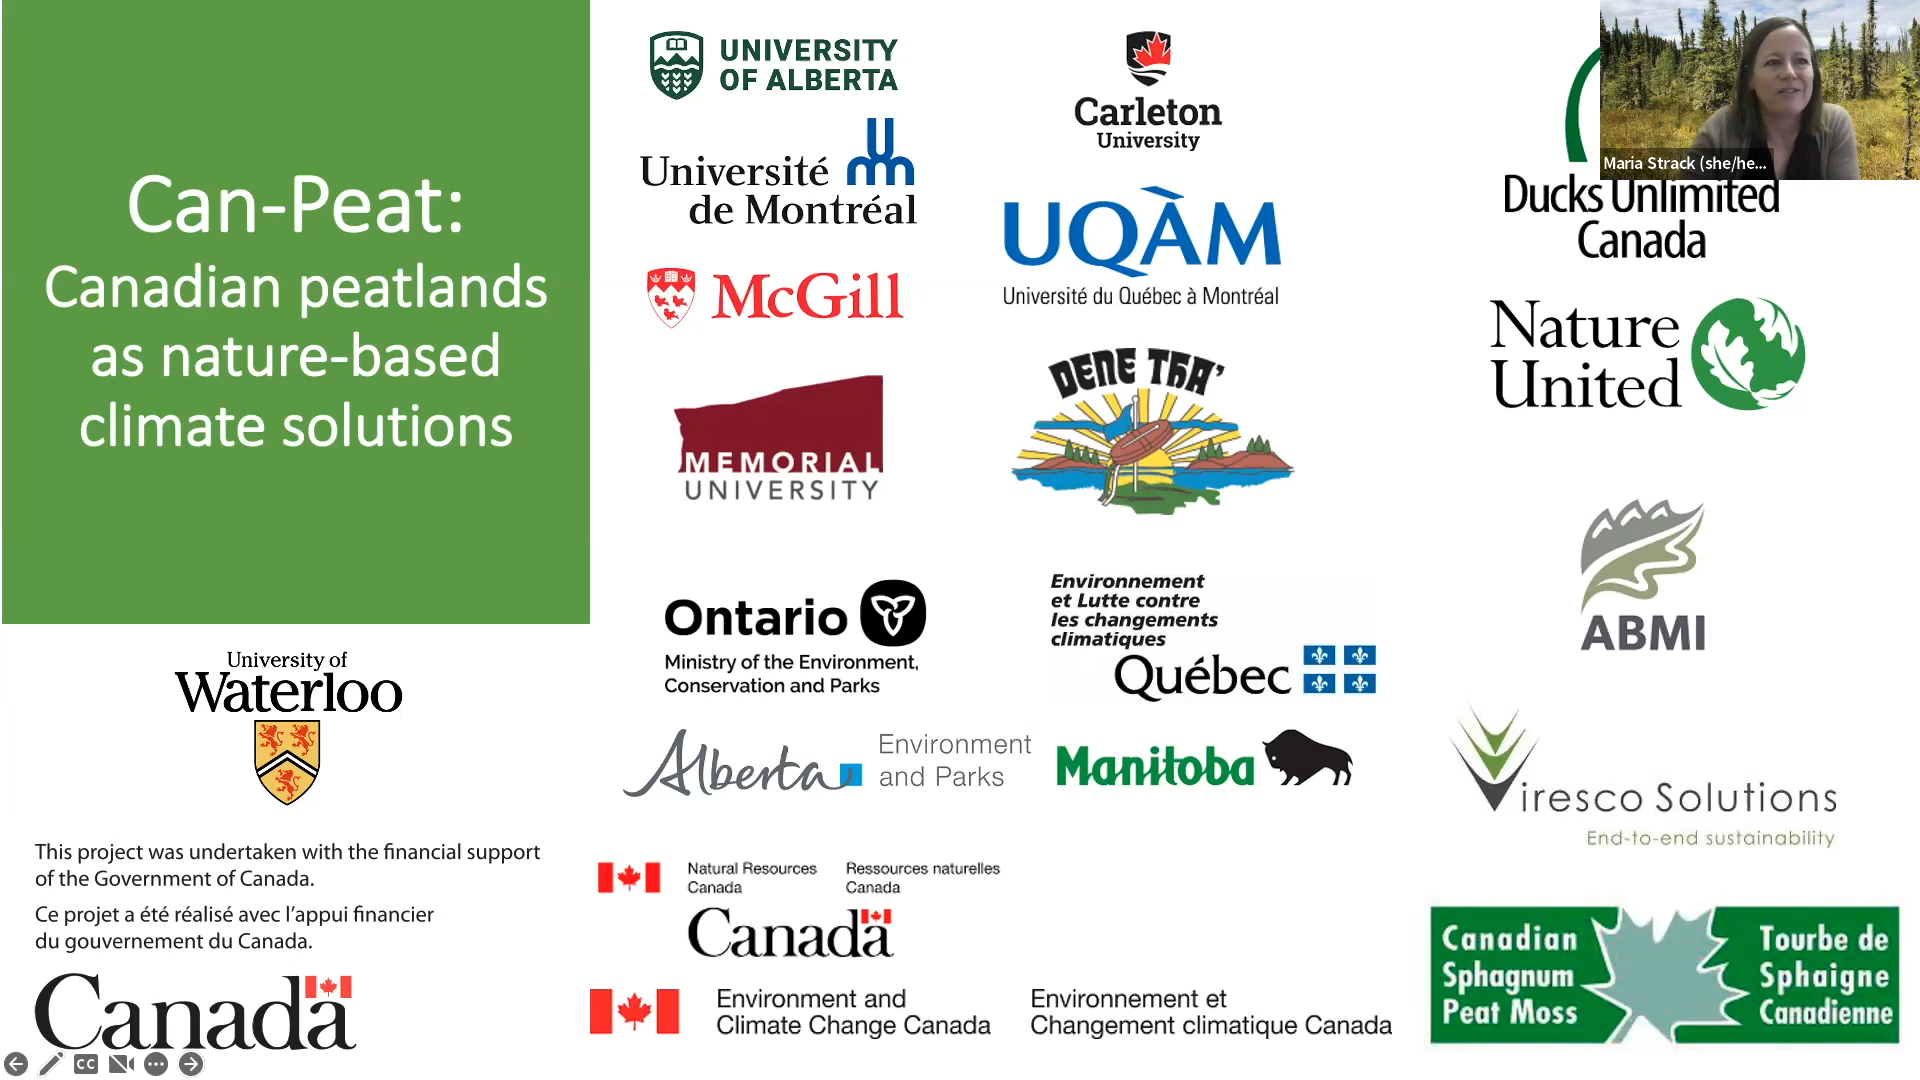 Can-Peat:
Canadian peatlands
as nature-based
climate solutions
University of
Waterloo
This project was undertaken with the financial support
of the Government of Canada.
Ce projet a été réalisé avec l'appui financier
du gouvernement du Canada.
Canada
CC
UNIVERSITY
OF ALBERTA
Université
de Montréal
McGill
MEMORIAL
UNIVERSITY
Carleton
University
UQÀM
Université du Québec à Montréal
DENE THA'
Ontario
Ministry of the Environment,
Conservation and Parks
Environnement
et Lutte contre
les changements
climatiques
Québec
Alberta
Environment
and Parks
Manitoba
Natural Resources
Canada
Ressources naturelles
Canada
Canada
Environment and
Climate Change Canada
Environnement et
Changement climatique Canada
Maria Strack (she/he...
Ducks Unlimited
Canada
Nature
United
ABMI
Viresco Solutions
End-to-end sustainability
Canadian
Sphagnum
Peat Moss
Tourbe de
Sphaigne
Canadienne